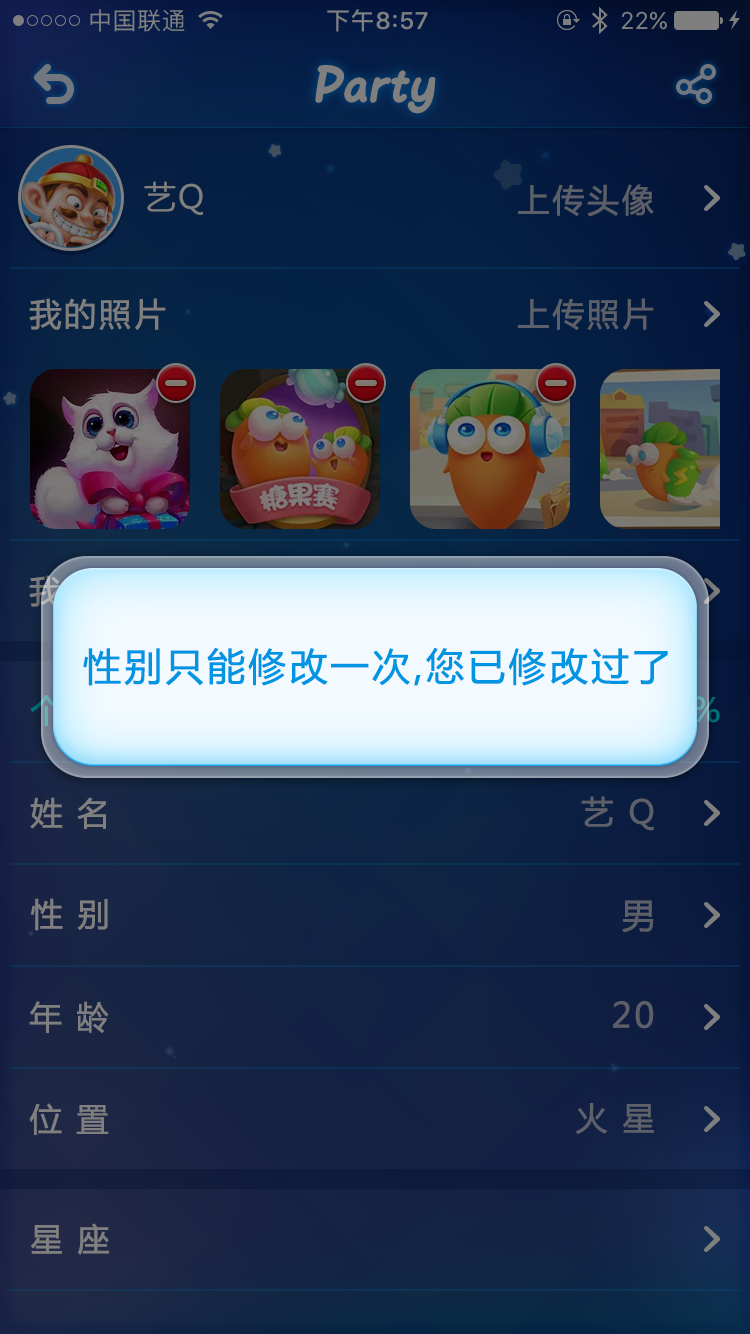 中国联通 下午8:57 22%
Party
艺Q 上传头像
我的照片 上传照片
糖果赛
我
性别只能修改一次,您已修改过了
个 %
姓名 艺Q
性别 男
年龄 20
位置 火星
星座